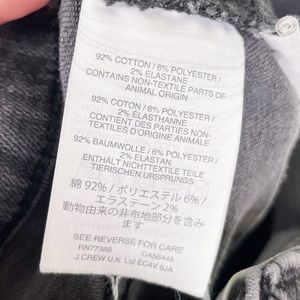 92% COTTON / 6% POLYESTER /
2% ELASTANE
CONTAINS NON-TEXTILE PARTS OF
ANIMAL ORIGIN
92% COTON / 6% POLYESTER /
2% ELASTHANNE
CONTIENT DES PARTIES NON-
TEXTILES D'ORIGINE ANIMALE
92% BAUMWOLLE / 6% POLYESTER /
2% ELASTAN
ENTHÄLT NICHTTEXTILE TEILE
TIERISCHEN URSPRUNGS
綿 92% / ポリエステル 6% /
エラステーン 2%
動物由来の非布地部分を含み
ます
SEE REVERSE FOR CARE
RN77388 CA56445
J.CREW U.K. Ltd EC4V 6JA